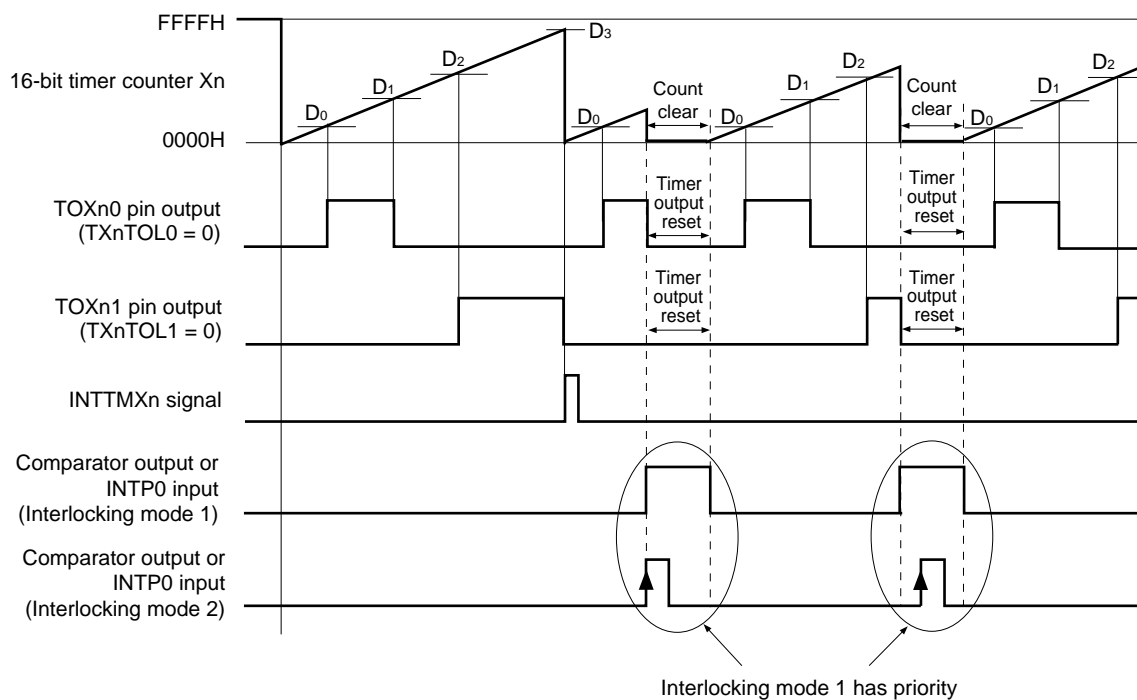 FFFFH
16-bit timer counter Xn
0000H
D0
D1
D2
D3
D0
Count
clear
D0
D1
D2
Count
clear
D0
D1
D2
TOXn0 pin output
(TXnTOL0 = 0)
Timer
output
reset
Timer
output
reset
TOXn1 pin output
(TXnTOL1 = 0)
Timer
output
reset
Timer
output
reset
INTTMXn signal
Comparator output or
INTP0 input
(Interlocking mode 1)
Comparator output or
INTP0 input
(Interlocking mode 2)
Interlocking mode 1 has priority